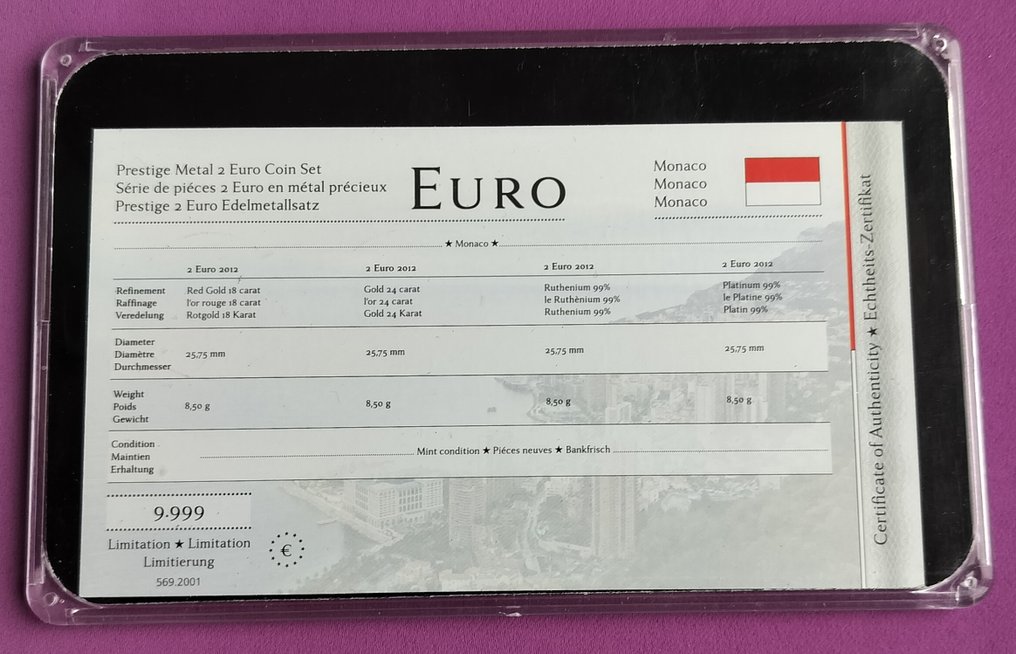 Prestige Metal 2 Euro Coin Set
Série de piéces 2 Euro en métal précieux
Prestige 2 Euro Edelmetallsatz
EURO
Monaco
Monaco
Monaco
★ Monaco ★
2 Euro 2012 2 Euro 2012 2 Euro 2012 2 Euro 2012
Refinement Red Gold 18 carat Gold 24 carat Ruthenium 99% Platinum 99%
Raffinage l'or rouge 18 carat l'or 24 carat le Ruthènium 99% le Platine 99%
Veredelung Rotgold 18 Karat Gold 24 Karat Ruthenium 99% Platin 99%
Diameter
Diamètre 25,75 mm 25,75 mm 25,75 mm 25,75 mm
Durchmesser
Weight
Poids 8,50 g 8,50 g 8,50 g 8,50 g
Gewicht
Condition
Maintien Mint condition ★ Piéces neuves ★ Bankfrisch
Erhaltung
9.999
Limitation ★ Limitation
Limitierung
569.2001
€
Certificate of Authenticity ★ Echtheits-Zertifikat